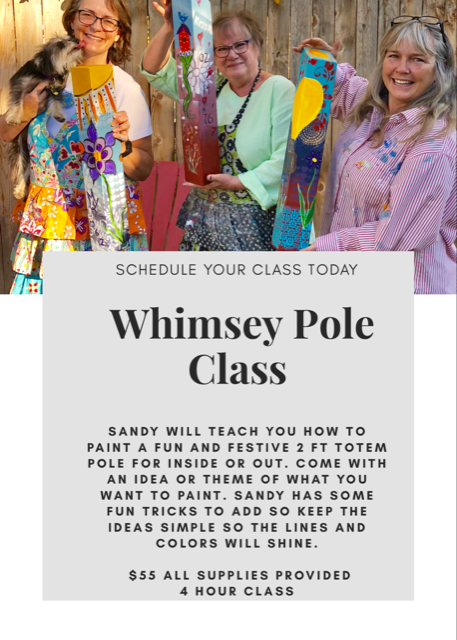 SCHEDULE YOUR CLASS TODAY
Whimsey Pole
Class
SANDY WILL TEACH YOU HOW TO
PAINT A FUN AND FESTIVE 2 FT TOTEM
POLE FOR INSIDE OR OUT. COME WITH
AN IDEA OR THEME OF WHAT YOU
WANT TO PAINT. SANDY HAS SOME
FUN TRICKS TO ADD SO KEEP THE
IDEAS SIMPLE SO THE LINES AND
COLORS WILL SHINE.
$55 ALL SUPPLIES PROVIDED
4 HOUR CLASS